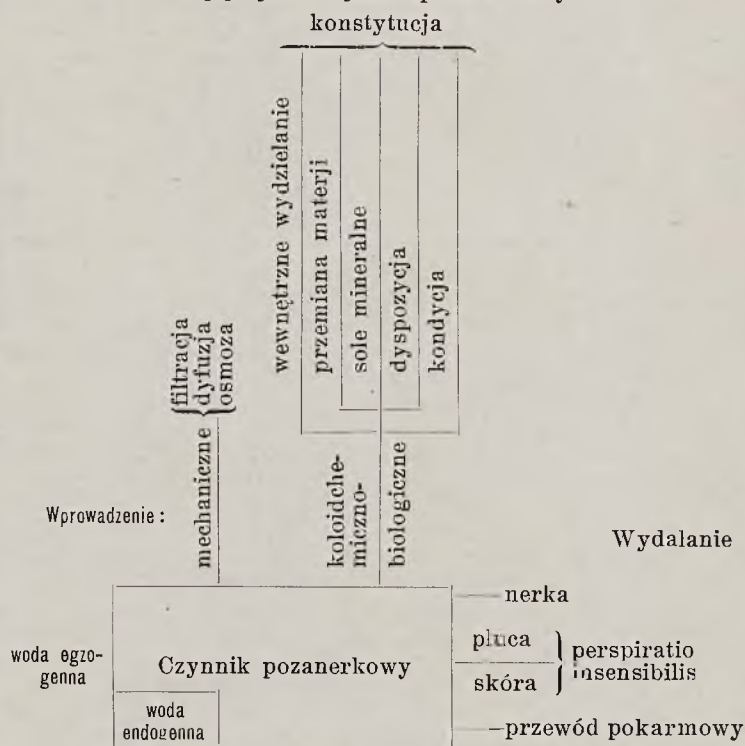 konstytucja
wewnętrzne wydzielanie
przemiana materji
sole mineralne
dyspozycja
kondycja
filtracja
dyfuzja
osmoza
mechaniczne
koloidche-
miczno-
biologiczne
Wprowadzenie:
Wydalanie
nerka
woda egzo-
genna
Czynnik pozanerkowy
płuca
skóra
perspiratio
insensibilis
woda
endogenna
przewód pokarmowy